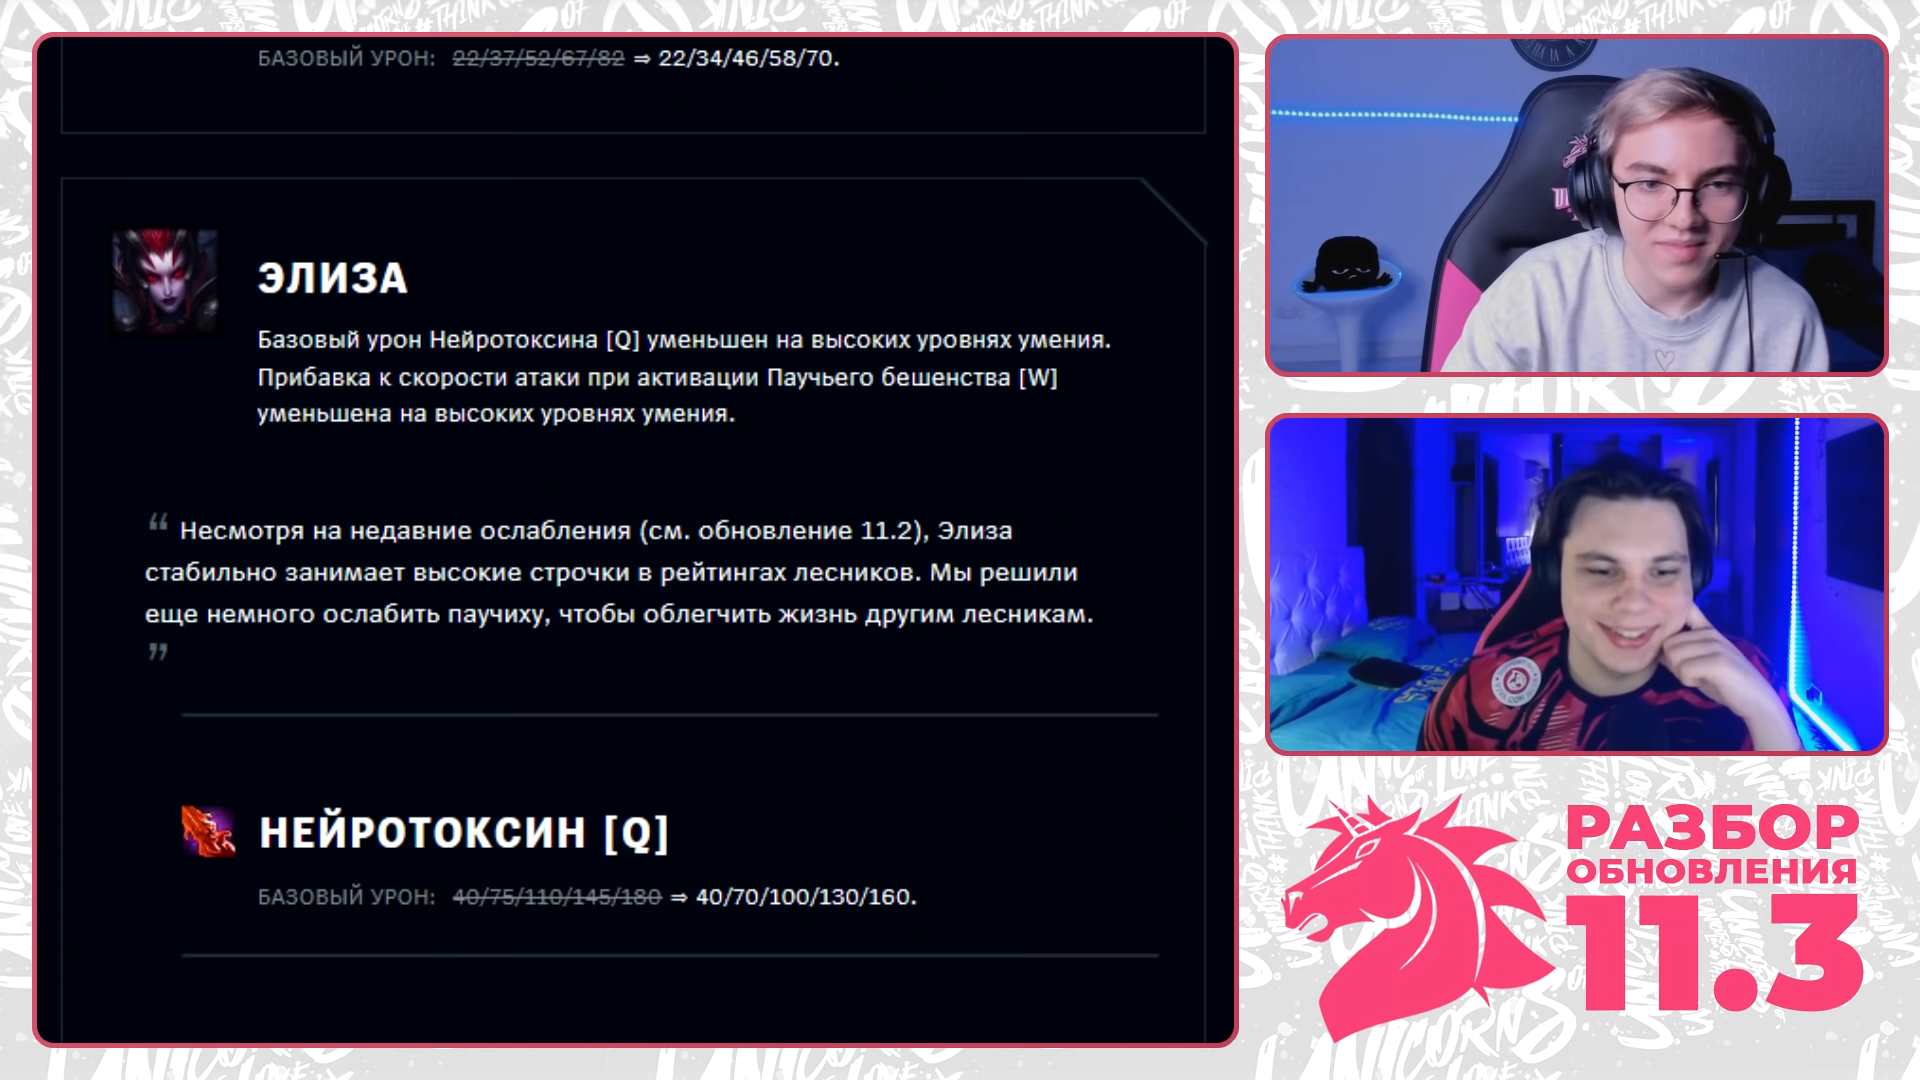 БАЗОВЫЙ УРОН: 22/37/52/67/82 ⇒ 22/34/46/58/70.
ЭЛИЗА
Базовый урон Нейротоксина [Q] уменьшен на высоких уровнях умения.
Прибавка к скорости атаки при активации Паучьего бешенства [W]
уменьшена на высоких уровнях умения.
“ Несмотря на недавние ослабления (см. обновление 11.2), Элиза
стабильно занимает высокие строчки в рейтингах лесников. Мы решили
еще немного ослабить паучиху, чтобы облегчить жизнь другим лесникам.
”
НЕЙРОТОКСИН [Q]
БАЗОВЫЙ УРОН: 40/75/110/145/180 ⇒ 40/70/100/130/160.
РАЗБОР
ОБНОВЛЕНИЯ
11.3